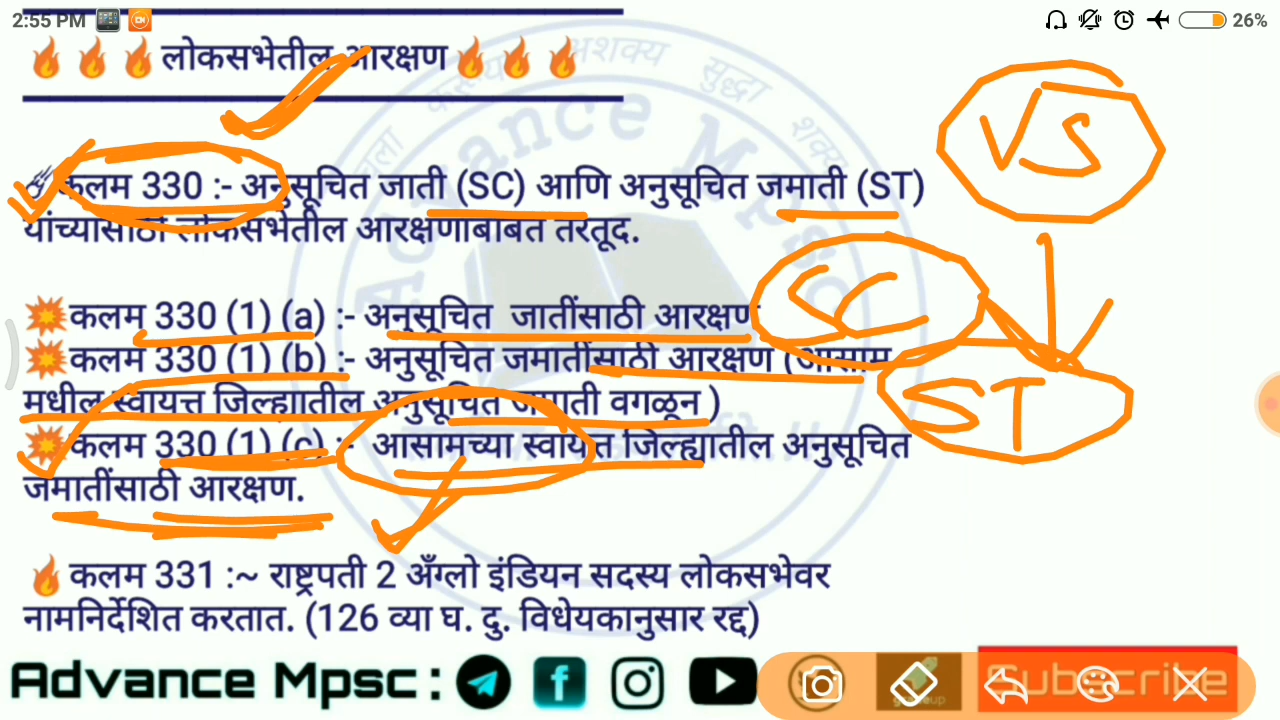 2:55 PM
26%
लोकसभेतील आरक्षण
कलम 330 :- अनुसूचित जाती (SC) आणि अनुसूचित जमाती (ST)
यांच्यासाठी लोकसभेतील आरक्षणाबाबत तरतूद.
VS
कलम 330 (1) (a) :- अनुसूचित जातींसाठी आरक्षण
कलम 330 (1) (b) :- अनुसूचित जमातींसाठी आरक्षण (आसाम
मधील स्वायत्त जिल्ह्यातील अनुसूचित जमाती वगळून )
ST
कलम 330 (1) (c) :- आसामच्या स्वायत्त जिल्ह्यातील अनुसूचित
जमातींसाठी आरक्षण.
कलम 331 :~ राष्ट्रपती 2 अँग्लो इंडियन सदस्य लोकसभेवर
नामनिर्देशित करतात. (126 व्या घ. दु. विधेयकानुसार रद्द)
Advance Mpsc :
Subscribe
Advance Mpsc